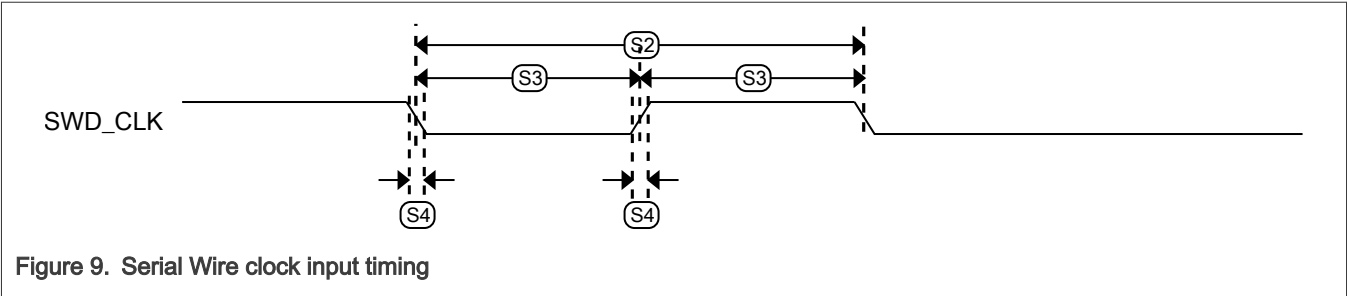 S2
S3 S3
SWD_CLK
S4 S4
Figure 9. Serial Wire clock input timing